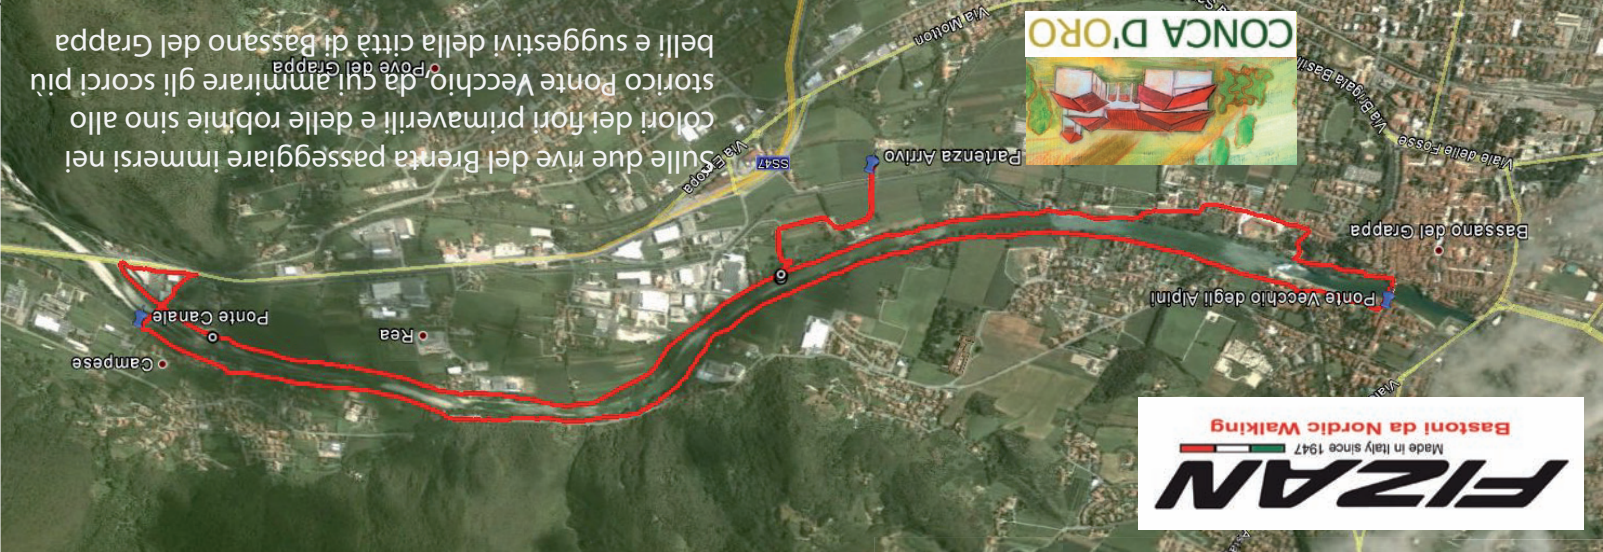 FIZAN
Made in Italy since 1947
Bastoni da Nordic Walking
Campese
Ponte Canale
Rea
Ponte Vecchio degli Alpini
Bassano del Grappa
Partenza Arrivo
SS47
Via Europa
Viale delle Fosse
Via Brigata Basil
Via Motton
Pove del Grappa
CONCA D'ORO
Sulle due rive del Brenta passeggiare immersi nei
colori dei fiori primaverili e delle robinie sino allo
storico Ponte Vecchio, da cui ammirare gli scorci più
belli e suggestivi della città di Bassano del Grappa